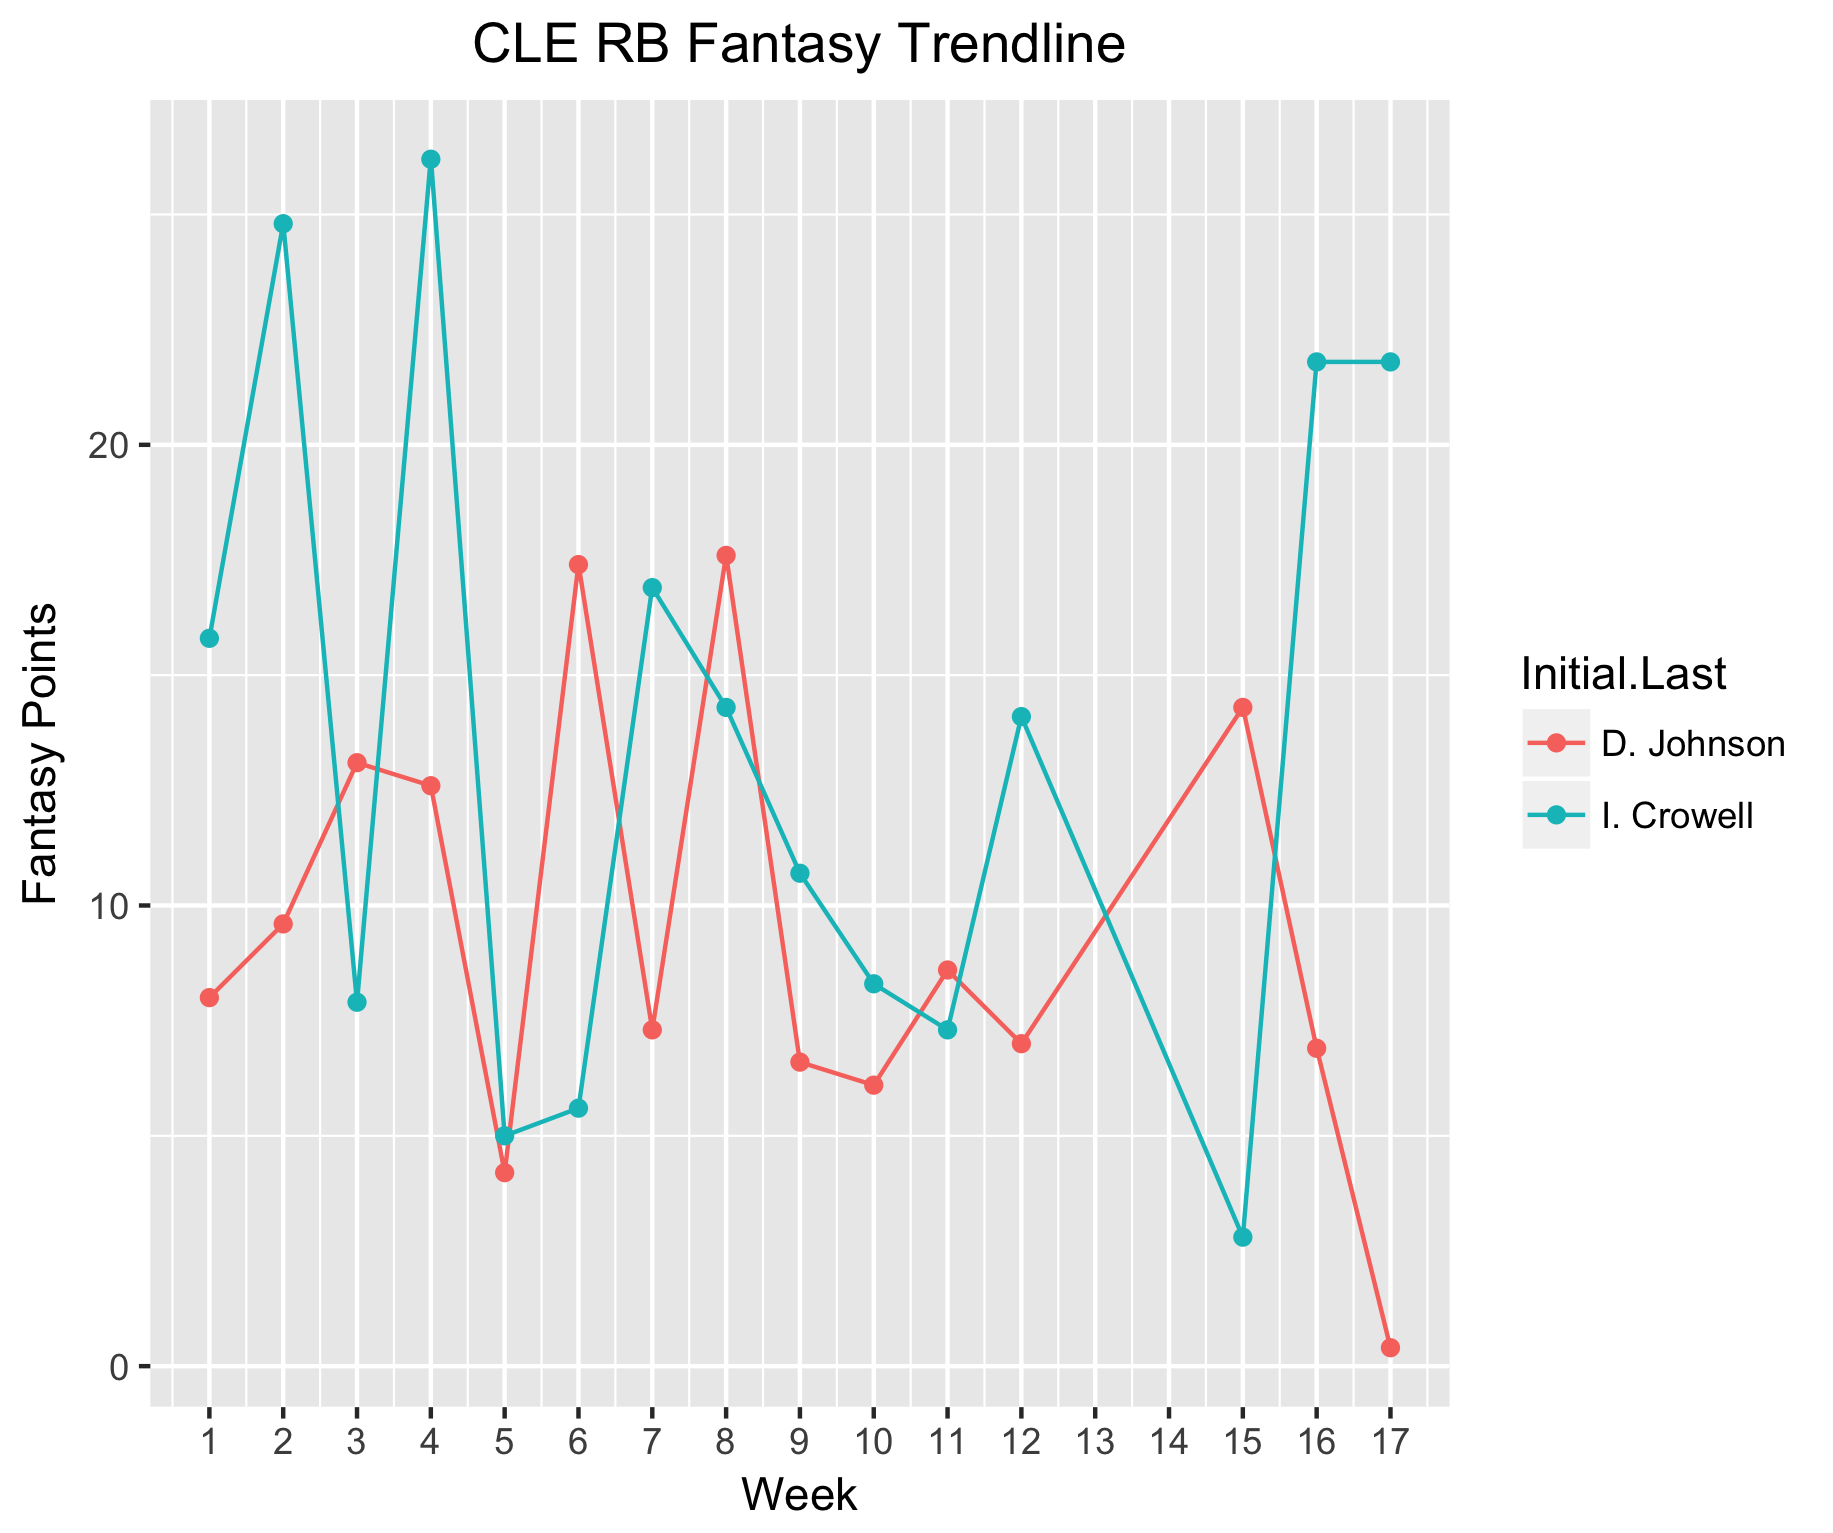 CLE RB Fantasy Trendline
Fantasy Points
20
10
0
1 2 3 4 5 6 7 8 9 10 11 12 13 14 15 16 17
Week
Initial.Last
D. Johnson
I. Crowell